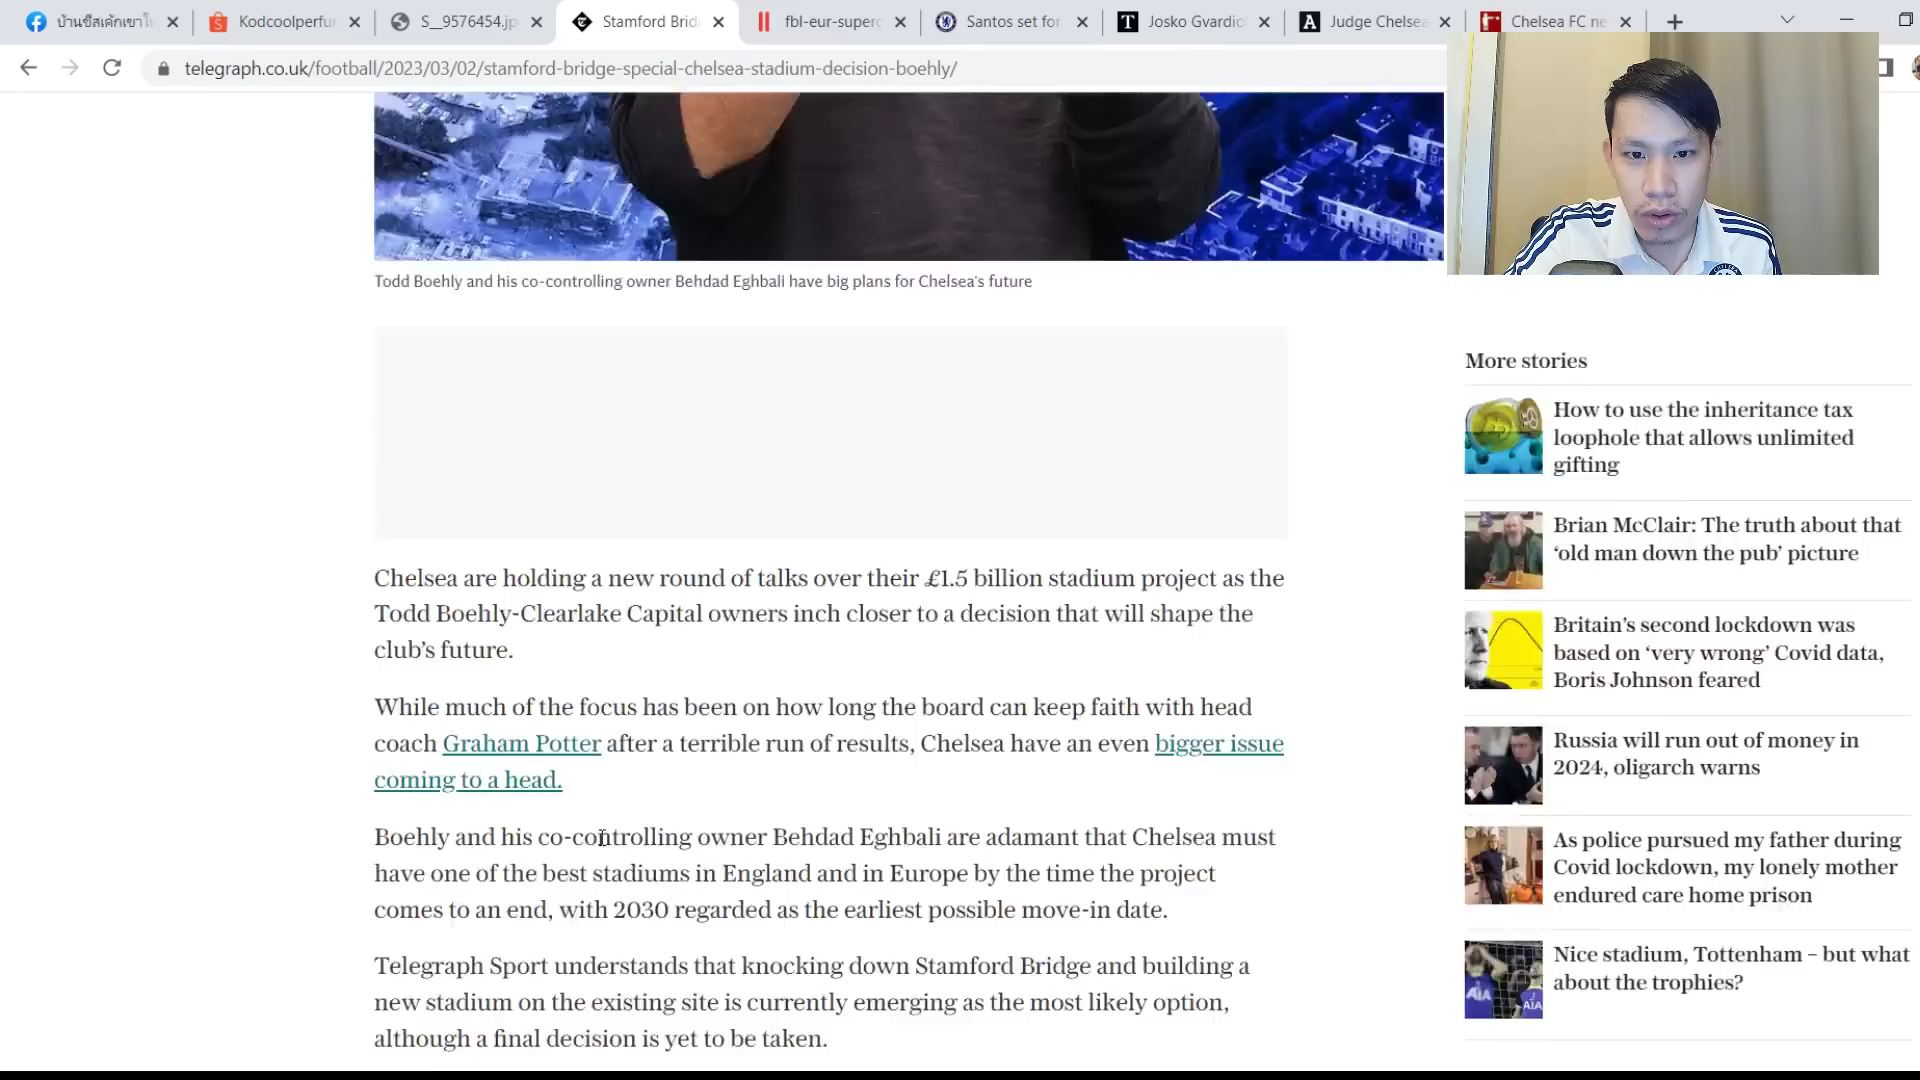 บ้านซีสเค้กเขาใ
Kodcoolperfu
S__9576454.jp
Stamford Brid
fbl-eur-superc
Santos set for
Josko Gvardio
Judge Chelsea
Chelsea FC ne
telegraph.co.uk/football/2023/03/02/stamford-bridge-special-chelsea-stadium-decision-boehly/
Todd Boehly and his co-controlling owner Behdad Eghbali have big plans for Chelsea's future
Chelsea are holding a new round of talks over their £1.5 billion stadium project as the
Todd Boehly-Clearlake Capital owners inch closer to a decision that will shape the
club's future.
While much of the focus has been on how long the board can keep faith with head
coach Graham Potter after a terrible run of results, Chelsea have an even bigger issue
coming to a head.
Boehly and his co-controlling owner Behdad Eghbali are adamant that Chelsea must
have one of the best stadiums in England and in Europe by the time the project
comes to an end, with 2030 regarded as the earliest possible move-in date.
Telegraph Sport understands that knocking down Stamford Bridge and building a
new stadium on the existing site is currently emerging as the most likely option,
although a final decision is yet to be taken.
More stories
How to use the inheritance tax
loophole that allows unlimited
gifting
Brian McClair: The truth about that
‘old man down the pub’ picture
Britain's second lockdown was
based on ‘very wrong’ Covid data,
Boris Johnson feared
Russia will run out of money in
2024, oligarch warns
As police pursued my father during
Covid lockdown, my lonely mother
endured care home prison
Nice stadium, Tottenham – but what
about the trophies?
AIA
AIA